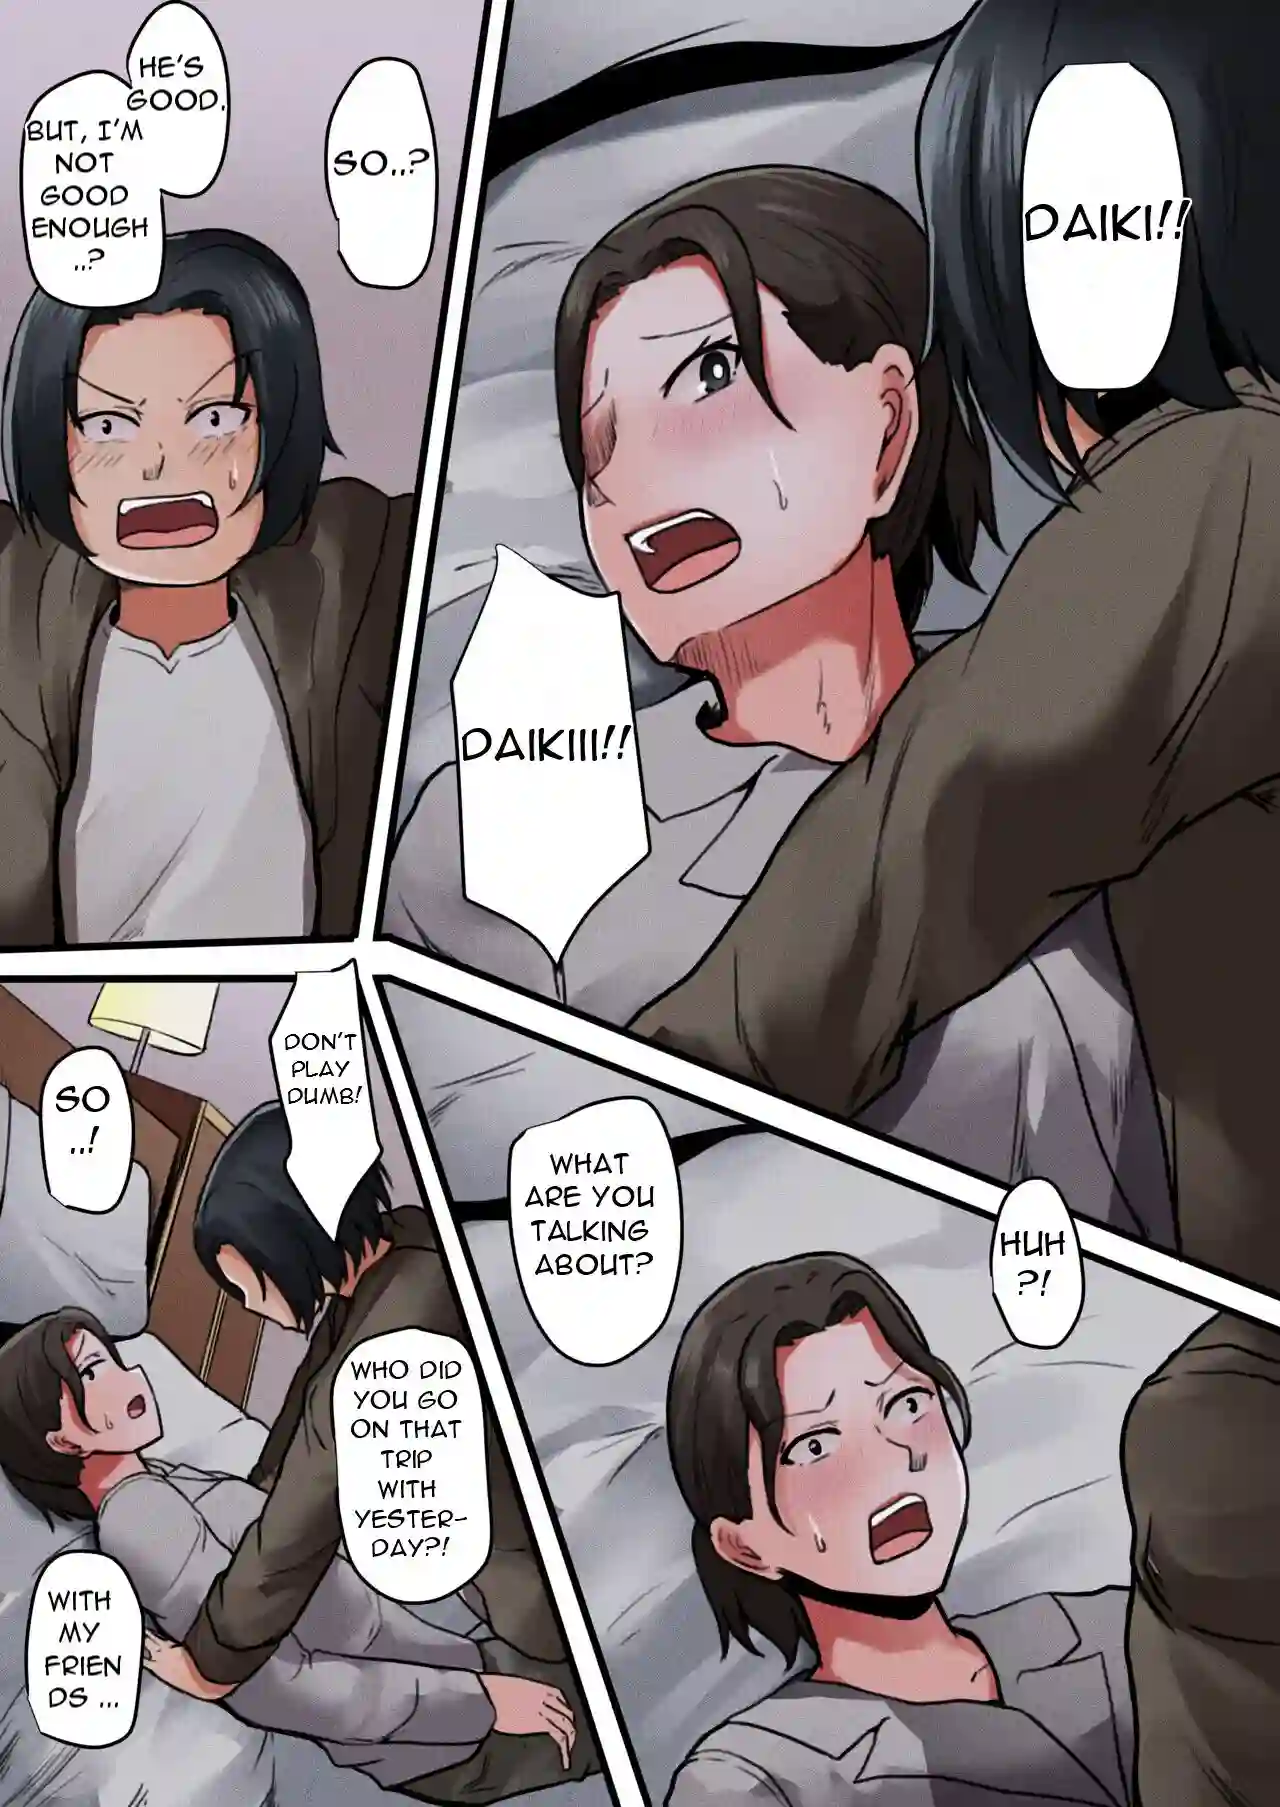 DAIKI!!
DAIKIII!!
SO..?
HE'S
GOOD.
BUT, I'M
NOT
GOOD
ENOUGH
..?
HUH
?!
WHAT
ARE YOU
TALKING
ABOUT?
DON'T
PLAY
DUMB!
WHO DID
YOU GO
ON THAT
TRIP
WITH
YESTER-
DAY?!
SO
..!
WITH
MY
FRIEN
DS ...